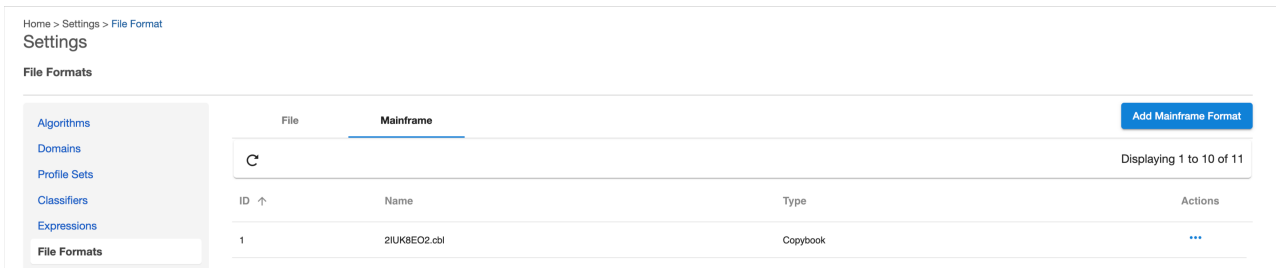 Home > Settings > File Format
Settings
File Formats
Algorithms
Domains
Profile Sets
Classifiers
Expressions
File Formats
File Mainframe Add Mainframe Format
Displaying 1 to 10 of 11
ID ↑ Name Type Actions
1 2IUK8EO2.cbl Copybook •••